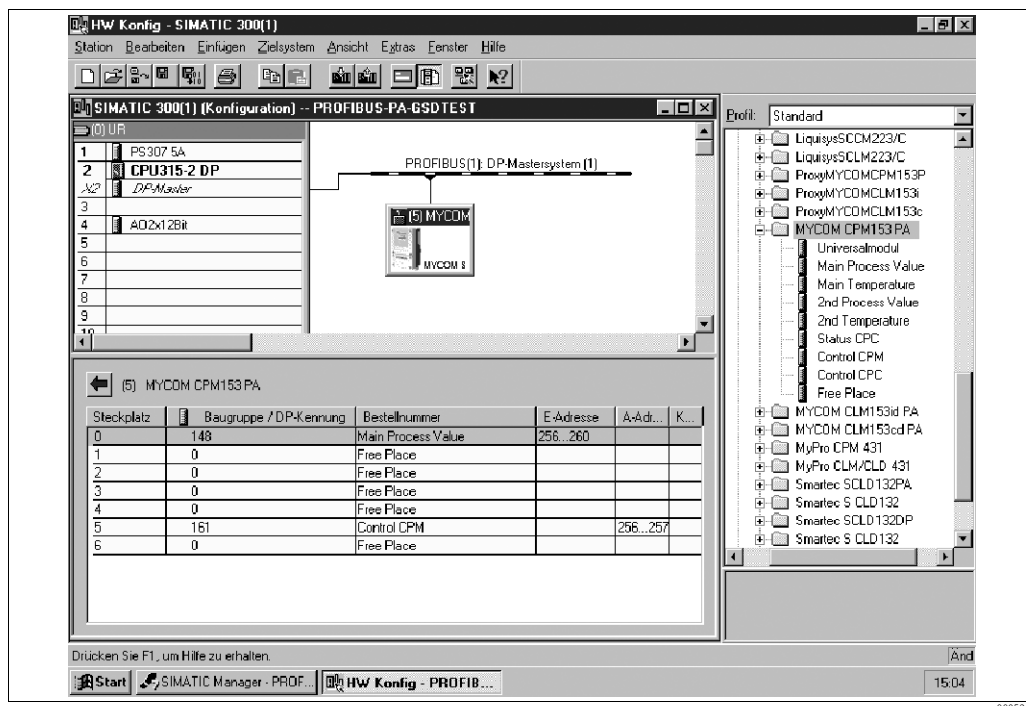 HW Konfig - SIMATIC 300(1)
Station Bearbeiten Einfügen Zielsystem Ansicht Extras Fenster Hilfe
SIMATIC 300(1) (Konfiguration) -- PROFIBUS-PA-GSDTEST
(0) UR
1 PS307 5A
2 CPU315-2 DP
X2 DP-Master
3
4 AO2x12Bit
5
6
7
8
9
10
PROFIBUS(1): DP-Mastersystem (1)
(5) MYCOM
MYCOM S
(5) MYCOM CPM153 PA
Steckplatz Baugruppe / DP-Kennung Bestellnummer E-Adresse A-Adr... K...
0 148 Main Process Value 256...260
1 0 Free Place
2 0 Free Place
3 0 Free Place
4 0 Free Place
5 161 Control CPM 256...257
6 0 Free Place
Profil: Standard
LiquisysSCCM223/C
LiquisysSCLM223/C
ProxyMYCOMCPM153P
ProxyMYCOMCLM153i
ProxyMYCOMCLM153c
MYCOM CPM153 PA
Universalmodul
Main Process Value
Main Temperature
2nd Process Value
2nd Temperature
Status CPC
Control CPM
Control CPC
Free Place
MYCOM CLM153id PA
MYCOM CLM153cd PA
MyPro CPM 431
MyPro CLM/CLD 431
Smartec SCLD132PA
Smartec S CLD132
Smartec SCLD132DP
Smartec S CLD132
Drücken Sie F1, um Hilfe zu erhalten.
Änd
Start SIMATIC Manager - PROF... HW Konfig - PROFIB... 15:04